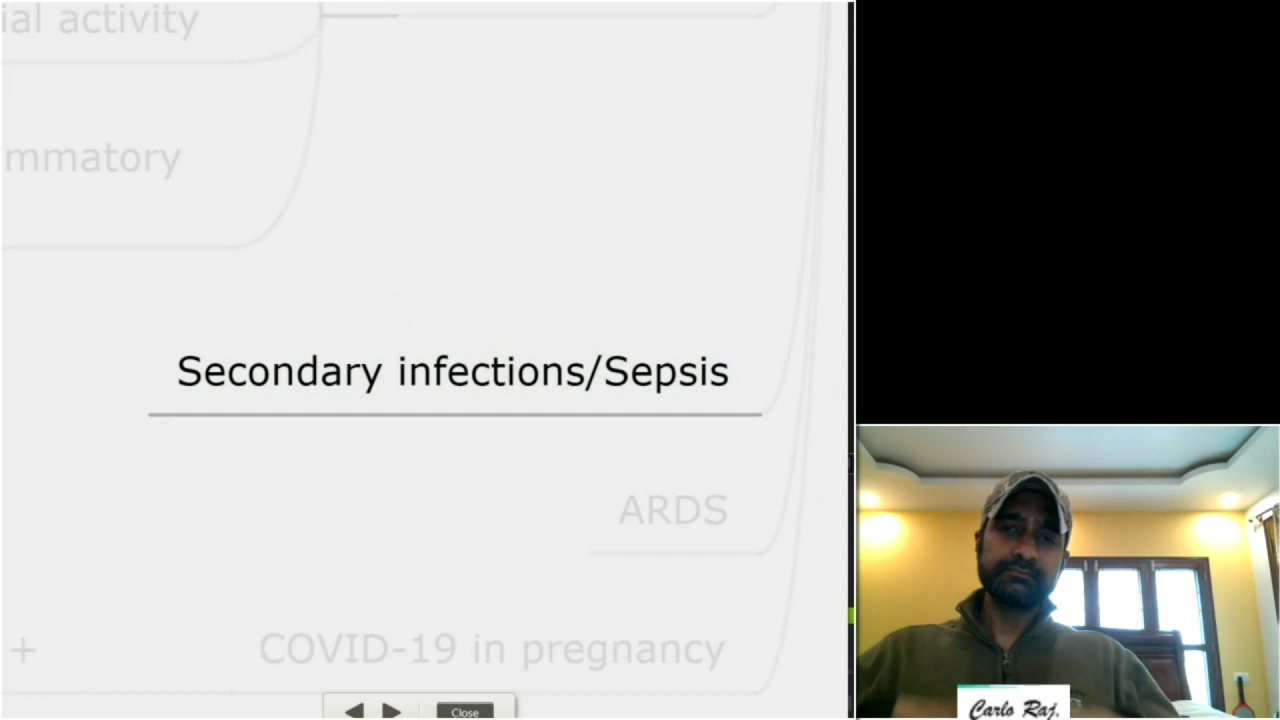 ial activity
mmatory
Secondary infections/Sepsis
ARDS
+ COVID-19 in pregnancy
Close
Carlo Raj.